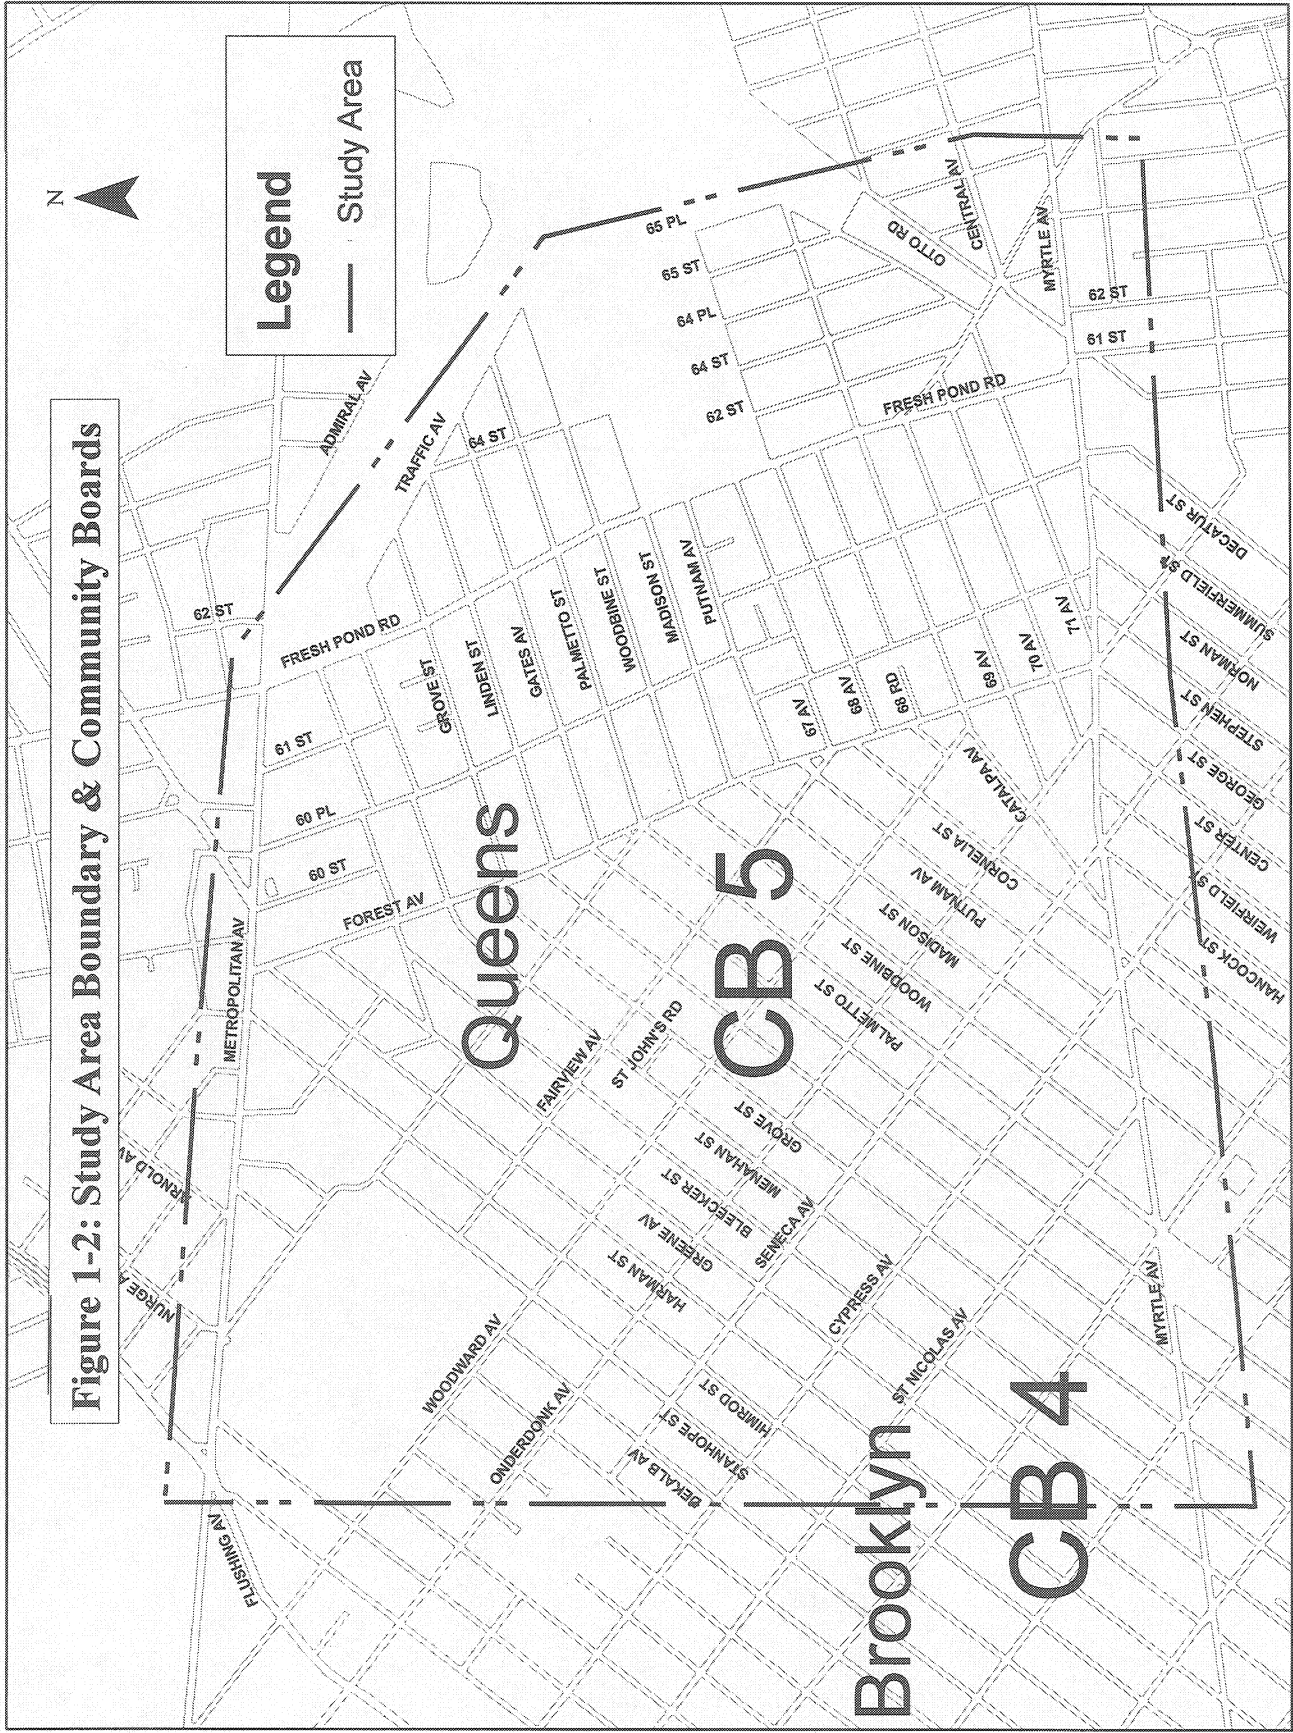 Figure 1-2: Study Area Boundary & Community Boards
N
Legend
Study Area
ADMIRAL AV
TRAFFIC AV
62 ST
FRESH POND RD
64 ST
61 ST
60 PL
60 ST
FOREST AV
METROPOLITAN AV
ARNOLD AV
FLUSHING AV
GROVE ST
LINDEN ST
GATES AV
PALMETTO ST
WOODBINE ST
MADISON ST
PUTNAM AV
65 PL
65 ST
64 PL
64 ST
62 ST
OTTO RD
CENTRAL AV
MYRTLE AV
FRESH POND RD
62 ST
61 ST
67 AV
68 AV
68 RD
69 AV
70 AV
71 AV
CATALPA AV
CORNELIA ST
PUTNAM AV
MADISON ST
WOODBINE ST
PALMETTO ST
Queens
CB 5
FAIRVIEW AV
ST JOHN'S RD
GROVE ST
MENAHAN ST
BLEECKER ST
GREENE AV
HARMAN ST
SENECA AV
CYPRESS AV
ST NICOLAS AV
WOODWARD AV
ONDERDONK AV
HIMROD ST
STANHOPE ST
DEKALB AV
MYRTLE AV
DECATUR ST
SUMMERFIELD ST
NORMAN ST
STEPHEN ST
GEORGE ST
CENTER ST
WEIRFIELD ST
HANCOCK ST
Brooklyn
CB 4